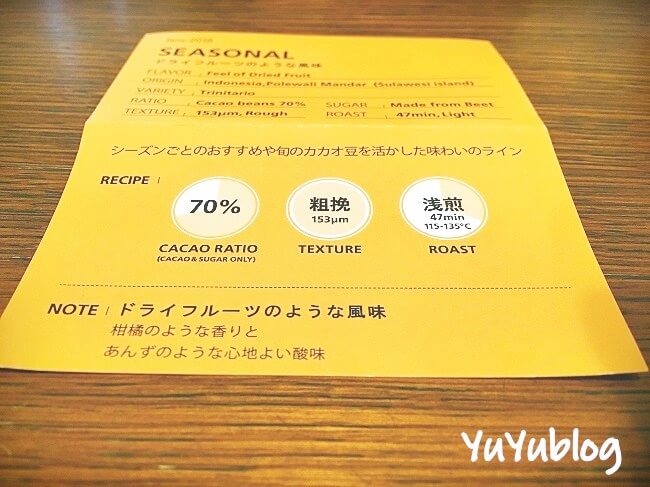 SEASONAL
ドライフルーツのような風味
FLAVOR : Feel of Dried Fruit
ORIGIN : Indonesia,Polewali Mandar (Sulawesi island)
VARIETY : Trinitario
RATIO : Cacao beans 70% SUGAR : Made from Beet
TEXTURE : 153μm, Rough ROAST : 47min, Light
シーズンごとのおすすめや旬のカカオ豆を活かした味わいのライン
RECIPE |
70%
CACAO RATIO
(CACAO & SUGAR ONLY)
粗挽
153μm
TEXTURE
浅煎
47min
115-135°C
ROAST
NOTE | ドライフルーツのような風味
柑橘のような香りと
あんずのような心地よい酸味
YuYublog